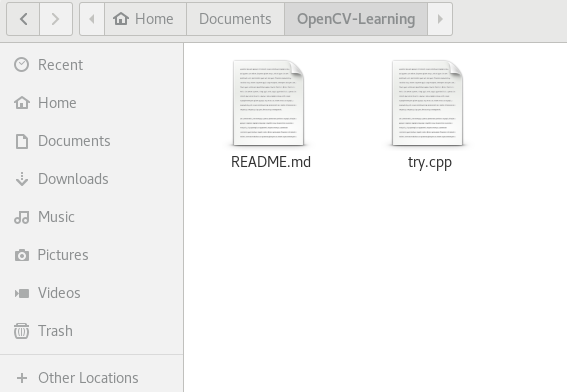 Home Documents OpenCV-Learning
Recent
Home
Documents
Downloads
Music
Pictures
Videos
Trash
Other Locations
README.md try.cpp